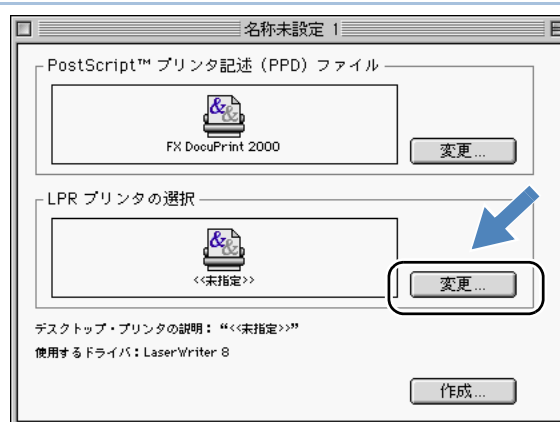 名称未設定 1
PostScript™ プリンタ記述（PPD）ファイル
FX DocuPrint 2000
変更...
LPR プリンタの選択
<<未指定>>
変更...
デスクトップ・プリンタの説明： “<<未指定>>”
使用するドライバ：LaserWriter 8
作成...